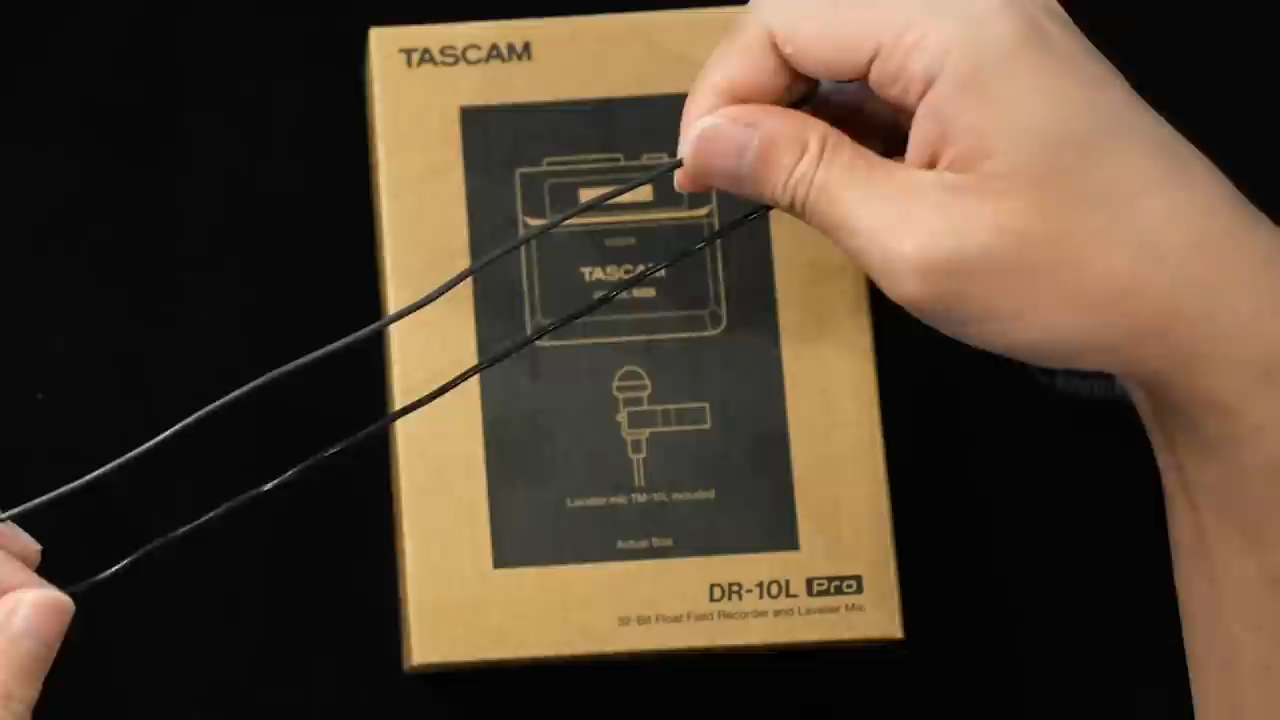 TASCAM
TASCAM
Lavalier mic TM-10L included
Actual Size
DR-10L Pro
32-Bit Float Field Recorder and Lavalier Mic